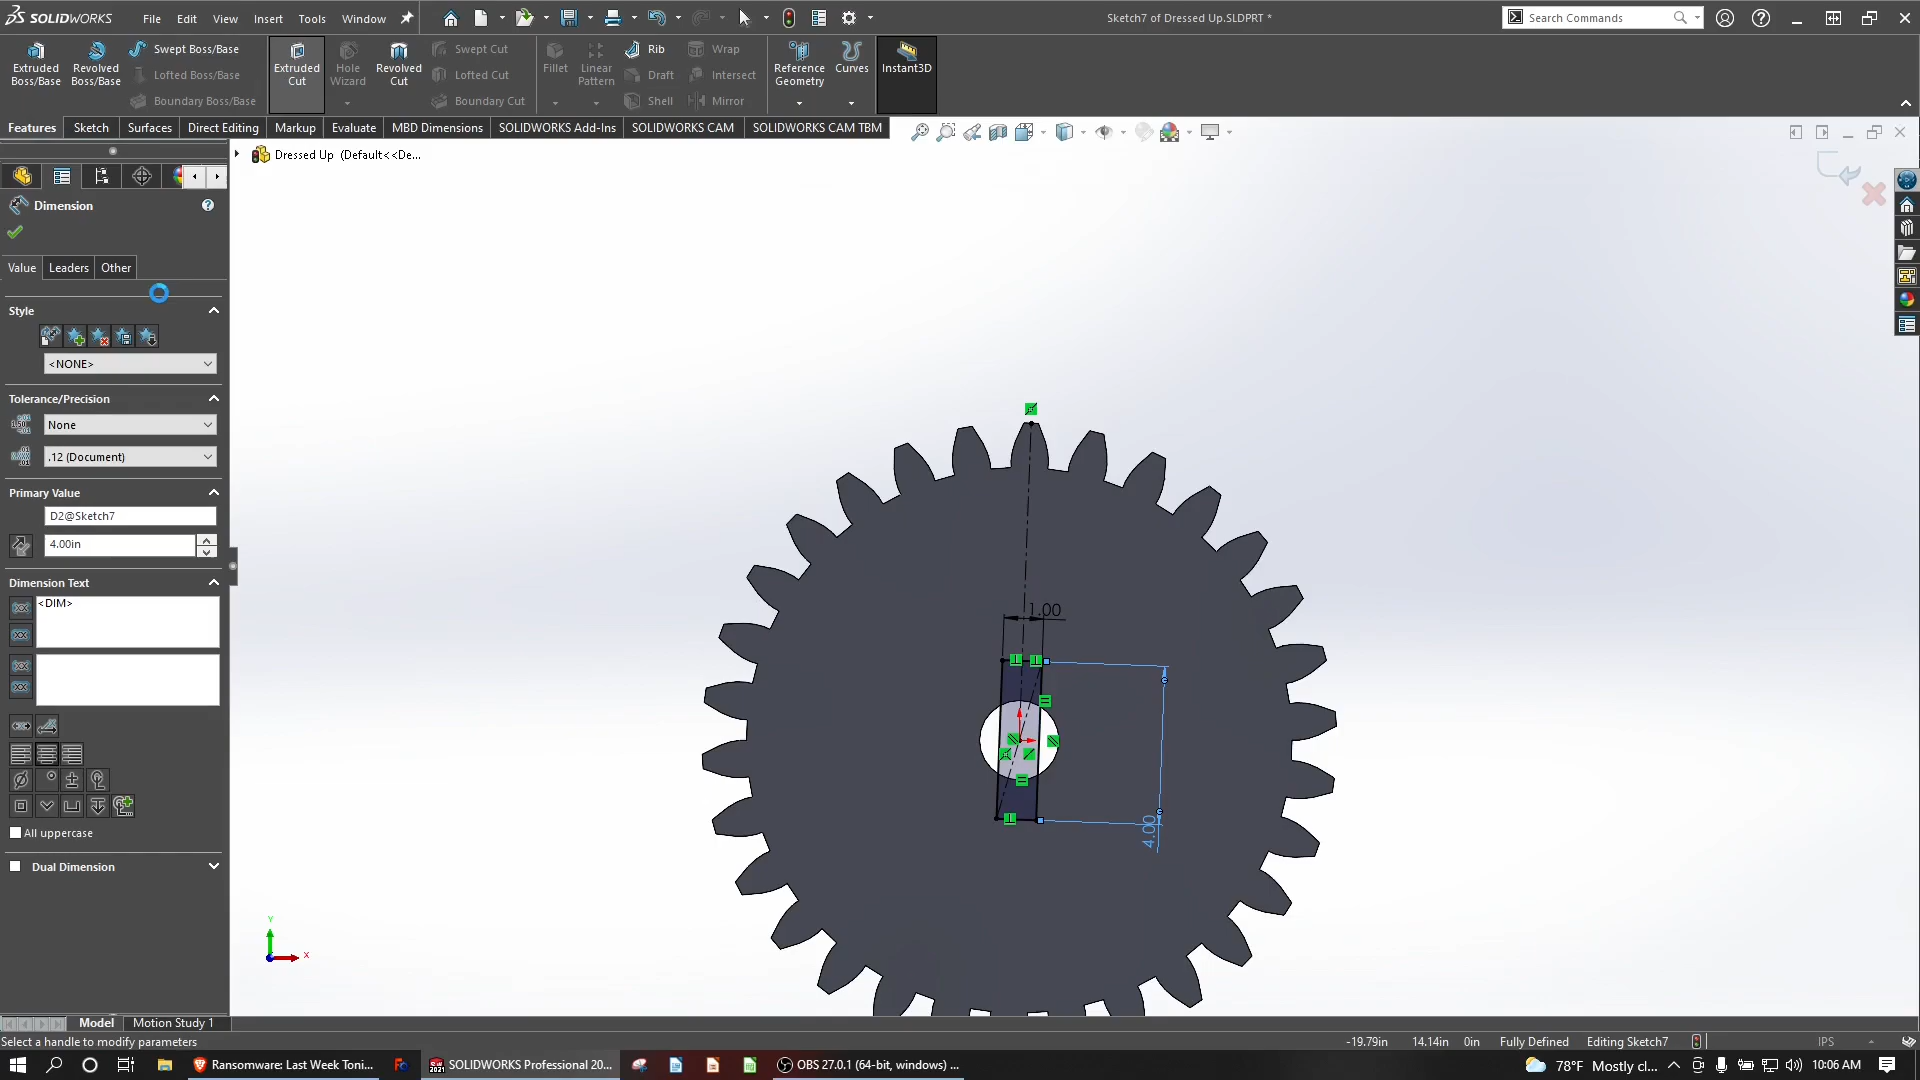 SOLIDWORKS
File Edit View Insert Tools Window
Sketch7 of Dressed Up.SLDPRT *
Search Commands
Extruded Boss/Base
Revolved Boss/Base
Swept Boss/Base
Lofted Boss/Base
Boundary Boss/Base
Extruded Cut
Hole Wizard
Revolved Cut
Swept Cut
Lofted Cut
Boundary Cut
Fillet
Linear Pattern
Rib
Draft
Shell
Wrap
Intersect
Mirror
Reference Geometry
Curves
Instant3D
Features Sketch Surfaces Direct Editing Markup Evaluate MBD Dimensions SOLIDWORKS Add-Ins SOLIDWORKS CAM SOLIDWORKS CAM TBM
Dressed Up (Default<<De...
Dimension
Value Leaders Other
Style
<NONE>
Tolerance/Precision
None
.12 (Document)
Primary Value
D2@Sketch7
4.00in
Dimension Text
<DIM>
All uppercase
Dual Dimension
1.00
4.00
Y
X
Model Motion Study 1
Select a handle to modify parameters
-19.79in 14.14in 0in Fully Defined Editing Sketch7 IPS
Ransomware: Last Week Toni...
SOLIDWORKS Professional 20...
OBS 27.0.1 (64-bit, windows) ...
78°F Mostly cl...
10:06 AM